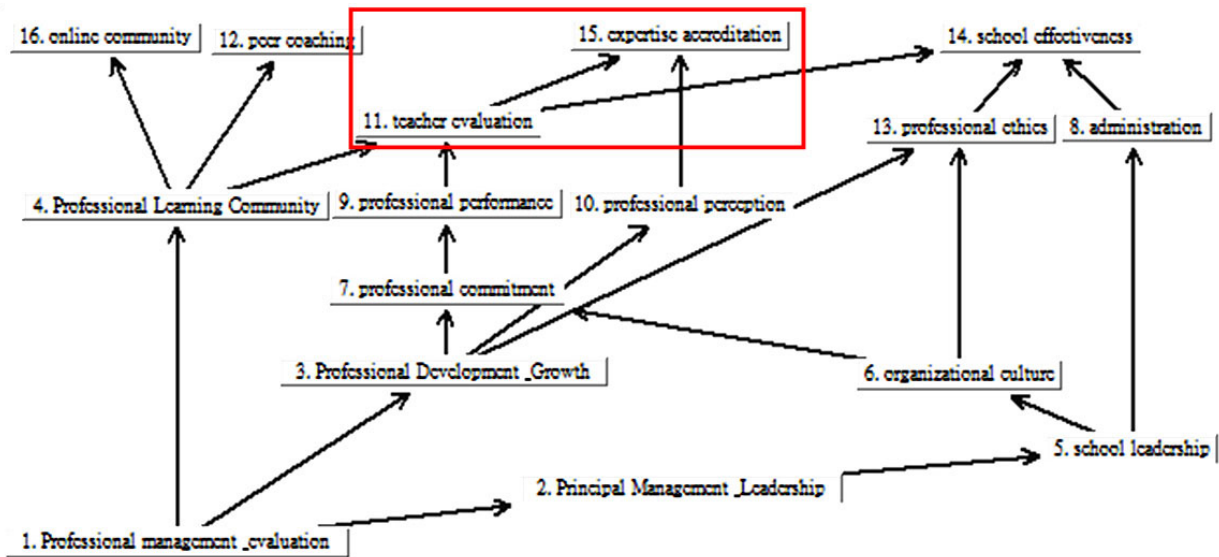 16. online community
12. peer coaching
15. expertise accreditation
14. school effectiveness
11. teacher evaluation
13. professional ethics
8. administration
4. Professional Learning Community
9. professional performance
10. professional perception
7. professional commitment
3. Professional Development _Growth
6. organizational culture
5. school leadership
2. Principal Management _Leadership
1. Professional management _evaluation